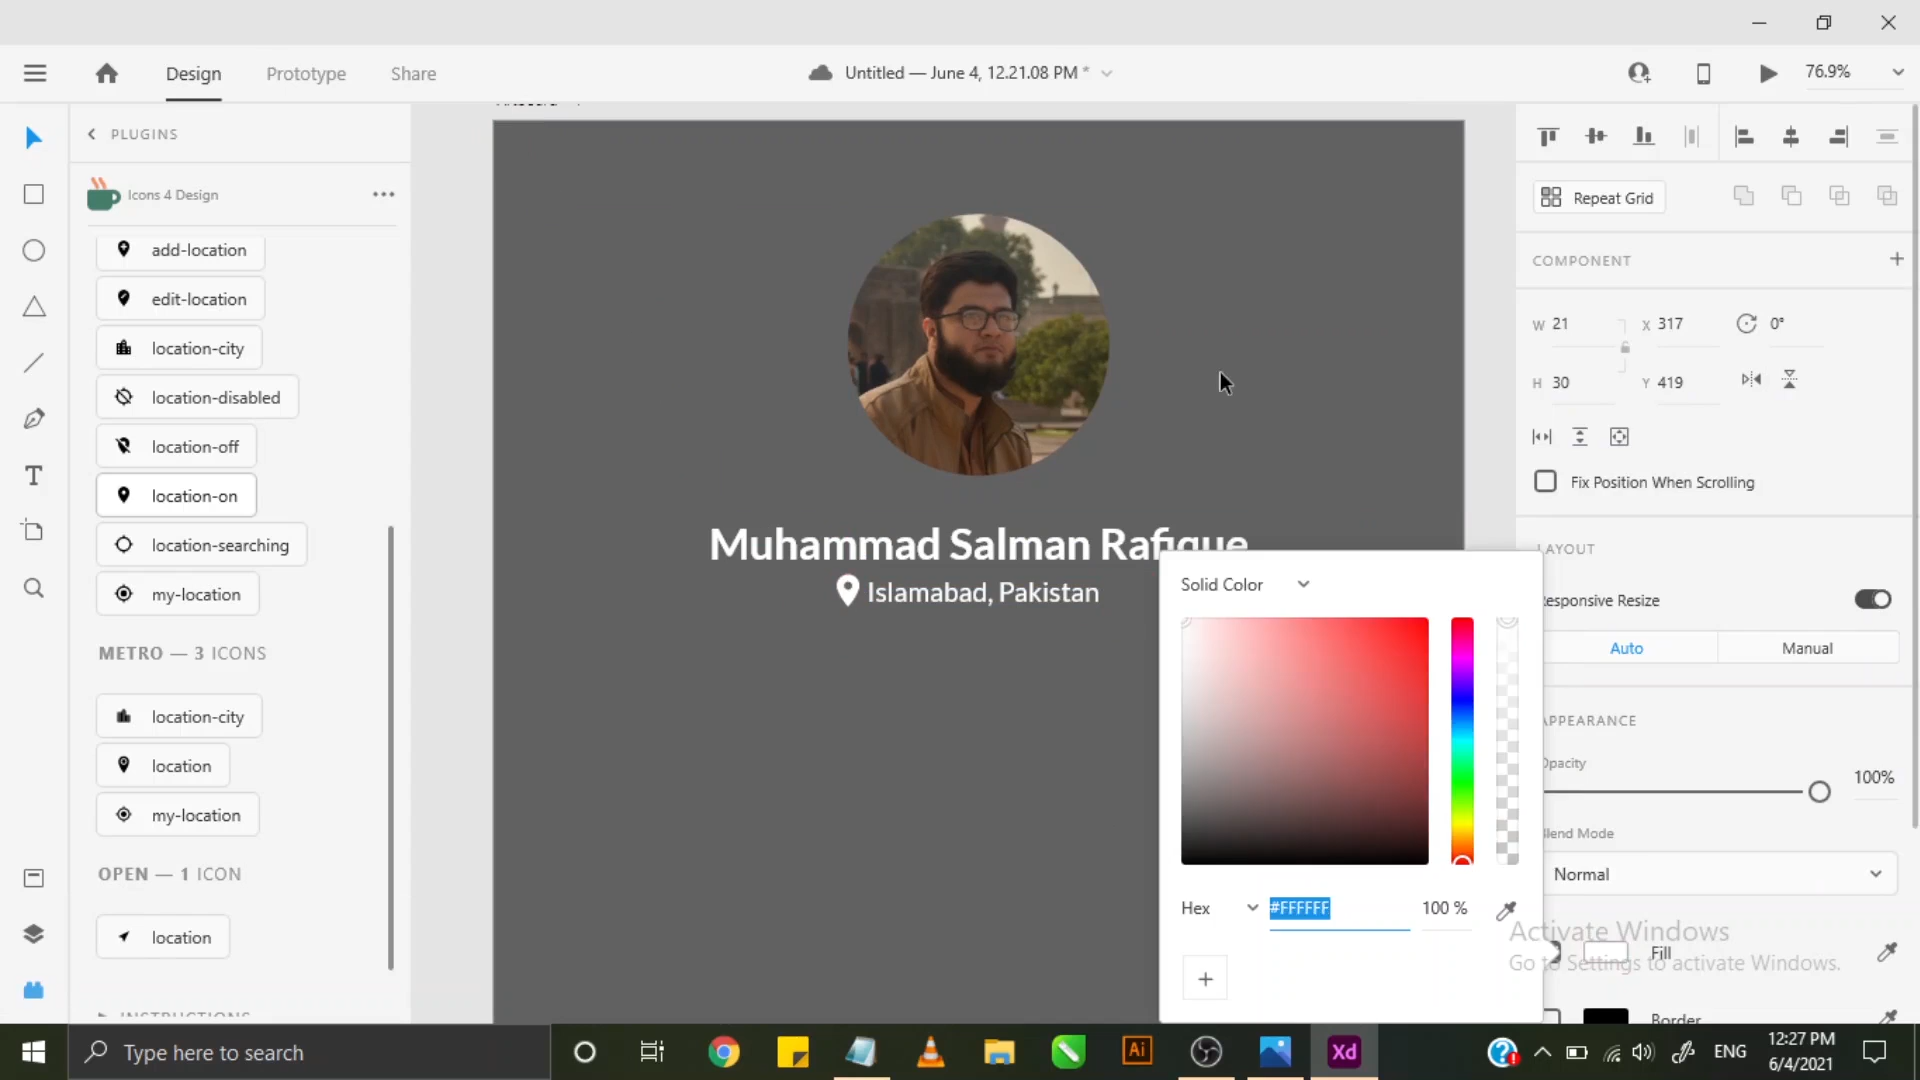 Design
Prototype
Share
Untitled — June 4, 12.21.08 PM *
76.9%
PLUGINS
Icons 4 Design
add-location
edit-location
location-city
location-disabled
location-off
location-on
location-searching
my-location
METRO — 3 ICONS
location-city
location
my-location
OPEN — 1 ICON
location
Muhammad Salman Rafique
Islamabad, Pakistan
Solid Color
Hex
#FFFFFF
100 %
+
Repeat Grid
COMPONENT
W 21
X 317
0°
H 30
Y 419
Fix Position When Scrolling
LAYOUT
Responsive Resize
Auto
Manual
APPEARANCE
Opacity
100%
Blend Mode
Normal
Fill
Border
Activate Windows
Go to Settings to activate Windows.
Type here to search
Ai
Xd
ENG
12:27 PM
6/4/2021